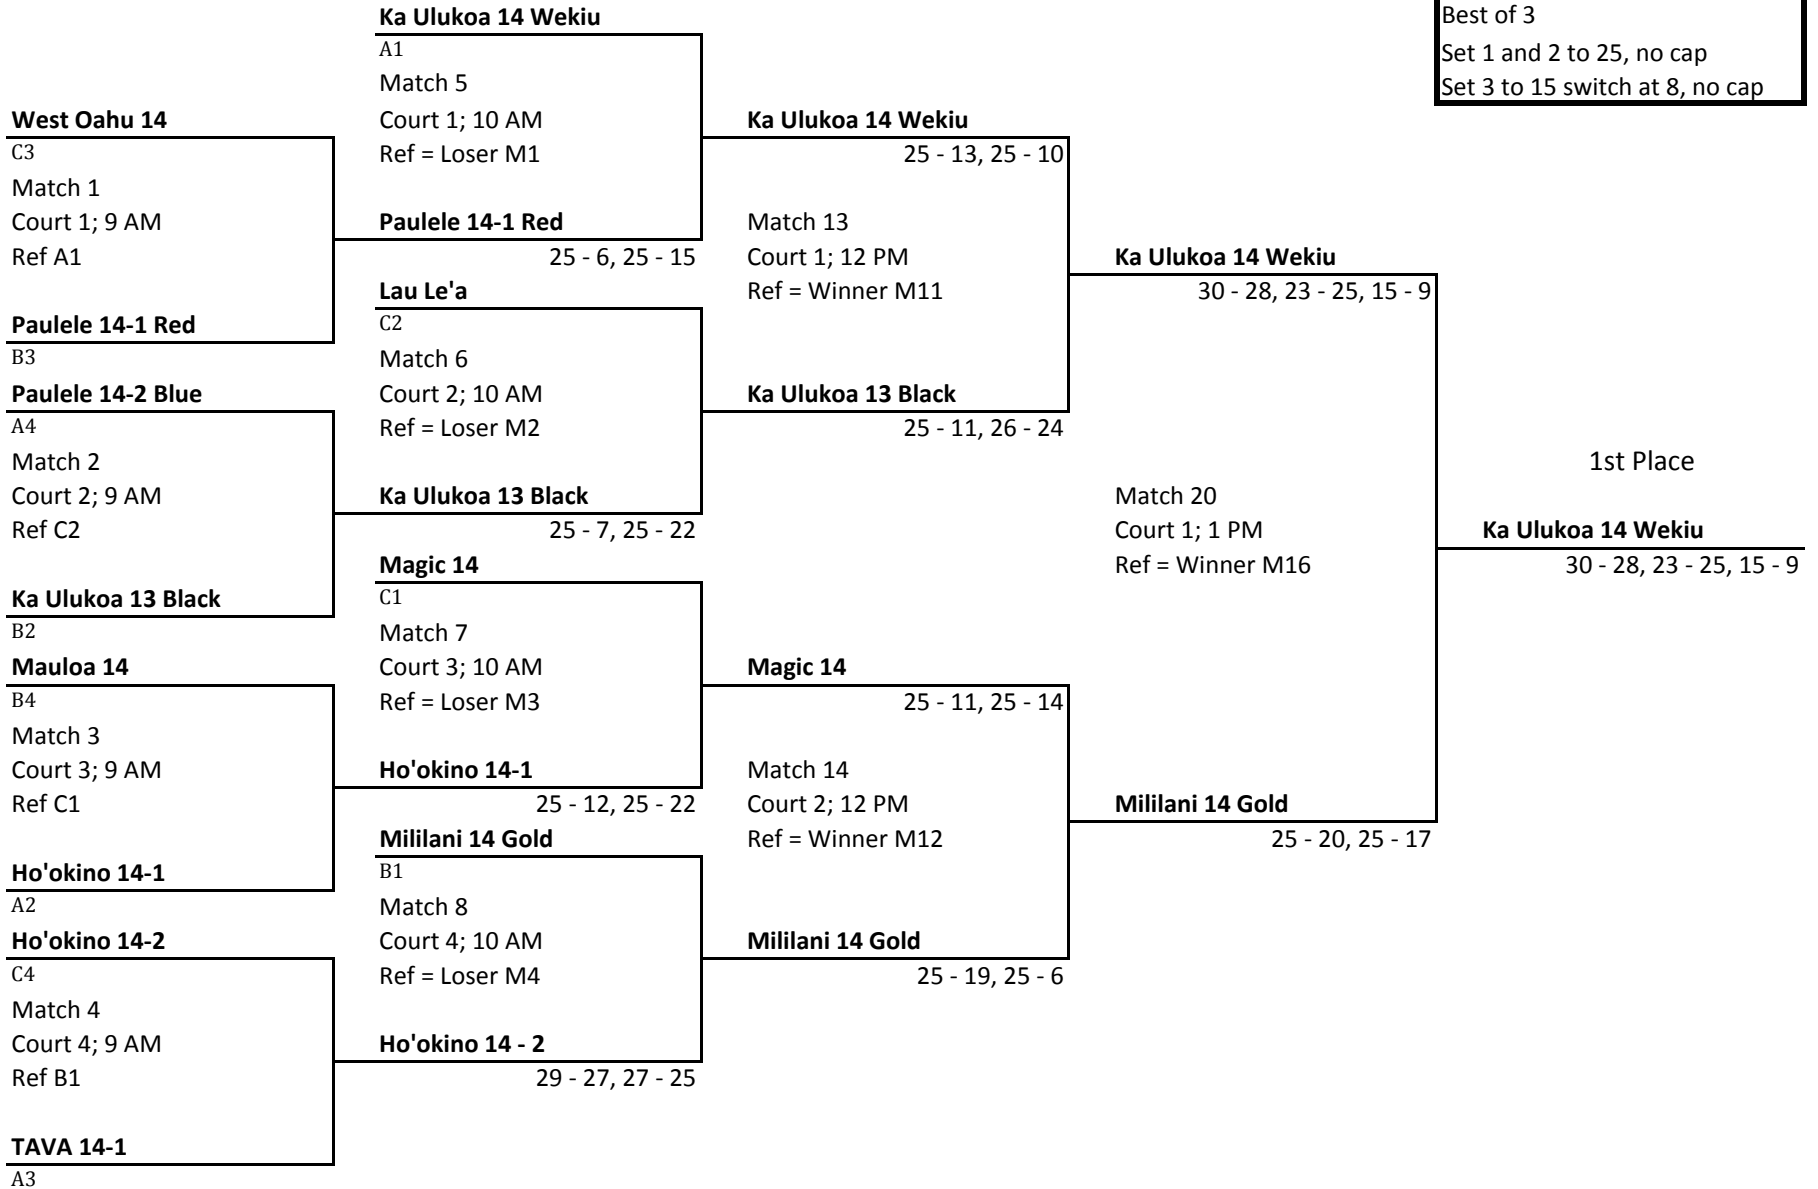 Ka Ulukoa 14 Wekiu
Best of 3
A1
Set 1 and 2 to 25, no cap
Match 5
Set 3 to 15 switch at 8, no cap
West Oahu 14
Court 1; 10 AM
Ka Ulukoa 14 Wekiu
C3
Ref = Loser M1
25 - 13, 25 - 10
Match 1
Court 1; 9 AM
Paulele 14-1 Red
Match 13
Ref A1
25 - 6, 25 - 15
Court 1; 12 PM
Ka Ulukoa 14 Wekiu
Lau Le'a
Ref = Winner M11
30 - 28, 23 - 25, 15 - 9
Paulele 14-1 Red
C2
B3
Match 6
Paulele 14-2 Blue
Court 2; 10 AM
Ka Ulukoa 13 Black
A4
Ref = Loser M2
25 - 11, 26 - 24
Match 2
1st Place
Court 2; 9 AM
Ka Ulukoa 13 Black
Match 20
Ref C2
25 - 7, 25 - 22
Court 1; 1 PM
Ka Ulukoa 14 Wekiu
Magic 14
Ref = Winner M16
30 - 28, 23 - 25, 15 - 9
Ka Ulukoa 13 Black
C1
B2
Match 7
Mauloa 14
Court 3; 10 AM
Magic 14
B4
Ref = Loser M3
25 - 11, 25 - 14
Match 3
Court 3; 9 AM
Ho'okino 14-1
Match 14
Ref C1
25 - 12, 25 - 22
Court 2; 12 PM
Mililani 14 Gold
Mililani 14 Gold
Ref = Winner M12
25 - 20, 25 - 17
Ho'okino 14-1
B1
A2
Match 8
Ho'okino 14-2
Court 4; 10 AM
Mililani 14 Gold
C4
Ref = Loser M4
25 - 19, 25 - 6
Match 4
Court 4; 9 AM
Ho'okino 14 - 2
Ref B1
29 - 27, 27 - 25
TAVA 14-1
A3